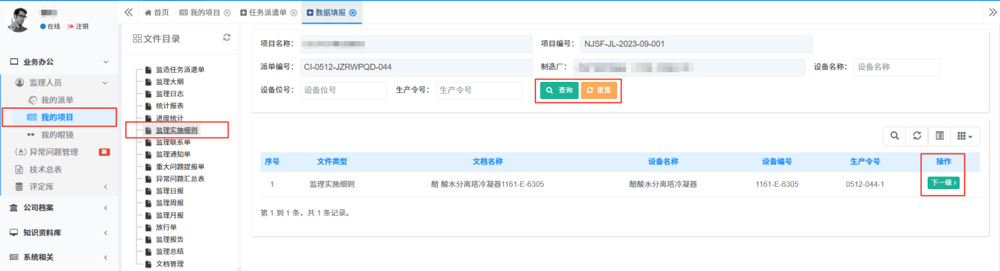 首页 我的项目 任务派遣单 数据填报
在线 注销
业务办公
监理人员
我的派单
我的项目
我的眼镜
异常问题管理 新
技术总表
评定库
公司档案
知识资料库
系统相关
文件目录
监造任务派遣单
监理大纲
监理日志
统计报表
进度统计
监理实施细则
监理联系单
监理通知单
重大问题提报单
异常问题汇总表
监理日报
监理周报
监理月报
放行单
监理报告
监理总结
文档管理
项目名称： 项目编号： NJSF-JL-2023-09-001
派单编号： CI-0512-JZRWPQD-044 制造厂： 设备名称： 设备名称
设备位号： 设备位号 生产令号： 生产令号 查询 重置
序号 文件类型 文档名称 设备名称 设备编号 生产令号 操作
1 监理实施细则 醋 酸水分离塔冷凝器1161-E-6305 醋酸水分离塔冷凝器 1161-E-6305 0512-044-1 下一级
第 1 到 1 条，共 1 条记录。